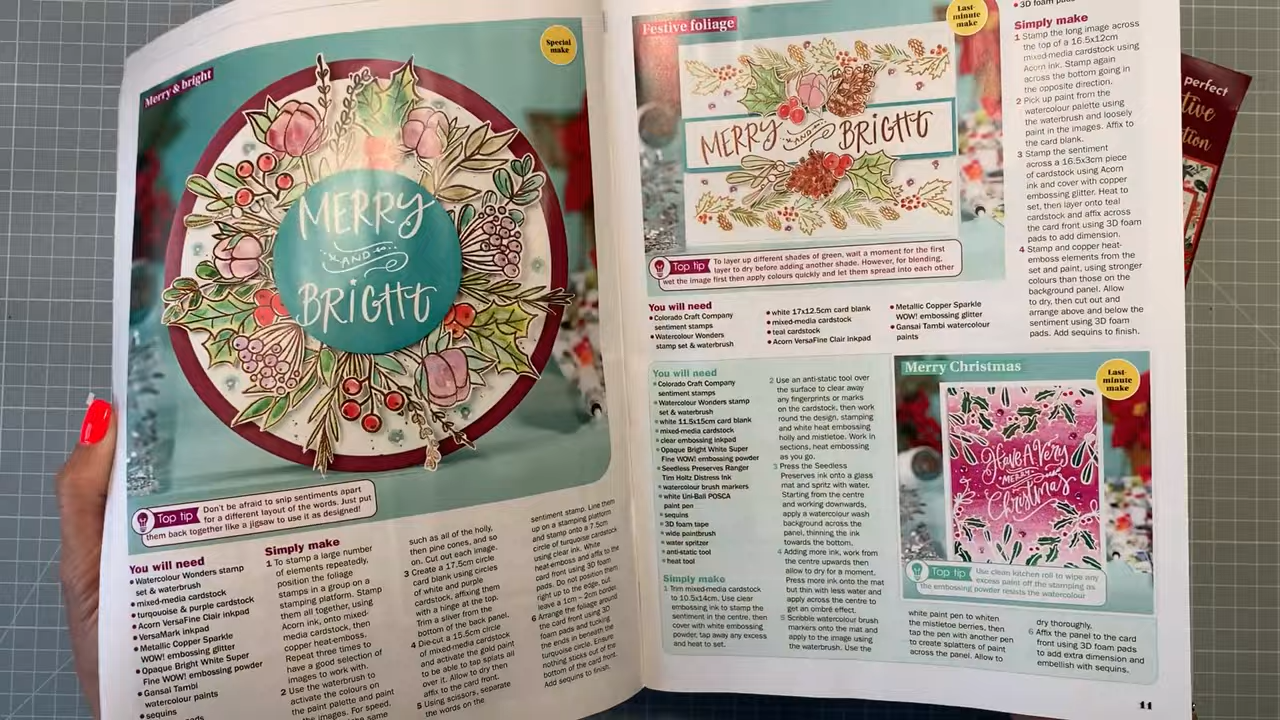 Merry & bright
Special
make
MERRY
AND
BRIGHT
Top tip
Don't be afraid to snip sentiments apart
for a different layout of the words. Just put
them back together like a jigsaw to use it as designed!
You will need
• Watercolour Wonders stamp
set & waterbrush
• mixed-media cardstock
• turquoise & purple cardstock
• Acorn VersaFine Clair inkpad
• VersaMark inkpad
• Metallic Copper Sparkle
WOW! embossing glitter
• Opaque Bright White Super
Fine WOW! embossing powder
• Gansai Tambi
watercolour paints
• sequins
Simply make
1 To stamp a large number
of elements repeatedly,
position the foliage
stamps in a group on a
stamping platform. Stamp
them all together, using
Acorn ink, onto mixed-
media cardstock, then
copper heat-emboss.
Repeat three times to
have a good selection of
images to work with.
2 Use the waterbrush to
activate the colours on
the paint palette and paint
the images. For speed,
such as all of the holly,
then pine cones, and so
on. Cut out each image.
3 Create a 17.5cm circle
card blank using circles
of white and purple
cardstock, affixing them
with a hinge at the top.
Trim a sliver from the
bottom of the back panel.
4 Die-cut a 15.5cm circle
of mixed-media cardstock
and activate the gold paint
to be able to tap splats all
over it. Allow to dry then
affix to the card front.
5 Using scissors, separate
the words on the
sentiment stamp. Line them
up on a stamping platform
and stamp onto a 7.5cm
circle of turquoise cardstock
using clear ink. White
heat-emboss and affix to the
card front using 3D foam
pads. Do not position them
right up to the edge, but
leave a 1cm – 2cm border.
6 Arrange the foliage around
the card front using 3D
foam pads and tucking
the ends in beneath the
turquoise circle. Ensure
nothing sticks out of the
bottom of the card front.
Add sequins to finish.
Festive foliage
Last-
minute
make
MERRY AND BRIGHT
Top tip
To layer up different shades of green, wait a moment for the first
layer to dry before adding another shade. However, for blending,
wet the image first then apply colours quickly and let them spread into each other
You will need
• Colorado Craft Company
sentiment stamps
• Watercolour Wonders
stamp set & waterbrush
• white 17x12.5cm card blank
• mixed-media cardstock
• teal cardstock
• Acorn VersaFine Clair inkpad
• Metallic Copper Sparkle
WOW! embossing glitter
• Gansai Tambi watercolour
paints
• 3D foam pads
Simply make
1 Stamp the long image across
the top of a 16.5x12cm
mixed-media cardstock using
Acorn ink. Stamp again
across the bottom going in
the opposite direction.
2 Pick up paint from the
watercolour palette using
the waterbrush and loosely
paint in the images. Affix to
the card blank.
3 Stamp the sentiment
across a 16.5x3cm piece
of cardstock using Acorn
ink and cover with copper
embossing glitter. Heat to
set, then layer onto teal
cardstock and affix across
the card front using 3D foam
pads to add dimension.
4 Stamp and copper heat-
emboss elements from the
set and paint, using stronger
colours than those on the
background panel. Allow
to dry, then cut out and
arrange above and below the
sentiment using 3D foam
pads. Add sequins to finish.
You will need
• Colorado Craft Company
sentiment stamps
• Watercolour Wonders stamp
set & waterbrush
• white 11.5x15cm card blank
• mixed-media cardstock
• clear embossing inkpad
• Opaque Bright White Super
Fine WOW! embossing powder
• Seedless Preserves Ranger
Tim Holtz Distress Ink
• watercolour brush markers
• white Uni-Ball POSCA
paint pen
• sequins
• 3D foam tape
• wide paintbrush
• water spritzer
• anti-static tool
• heat tool
Simply make
1 Trim mixed-media cardstock
to 10.5x14cm. Use clear
embossing ink to stamp the
sentiment in the centre, then
cover with white embossing
powder, tap away any excess
and heat to set.
2 Use an anti-static tool over
the surface to clear away
any fingerprints or marks
on the cardstock, then work
round the design, stamping
and white heat embossing
holly and mistletoe. Work in
sections, heat embossing
as you go.
3 Press the Seedless
Preserves ink onto a glass
mat and spritz with water.
Starting from the centre
and working downwards,
apply a watercolour wash
background across the
panel, thinning the ink
towards the bottom.
4 Adding more ink, work from
the centre upwards then
allow to dry for a moment.
Press more ink onto the mat
but thin with less water and
apply across the centre to
get an ombré effect.
5 Scribble watercolour brush
markers onto the mat and
apply to the image using
the waterbrush. Use the
Merry Christmas
Last-
minute
make
Have A Very
MERRY
Christmas
Top tip
Use clean kitchen roll to wipe any
excess paint off the stamping as
the embossing powder resists the watercolour
white paint pen to whiten
the mistletoe berries, then
tap the pen with another pen
to create splatters of paint
across the panel. Allow to
dry thoroughly.
6 Affix the panel to the card
front using 3D foam pads
to add extra dimension and
embellish with sequins.
11
perfect